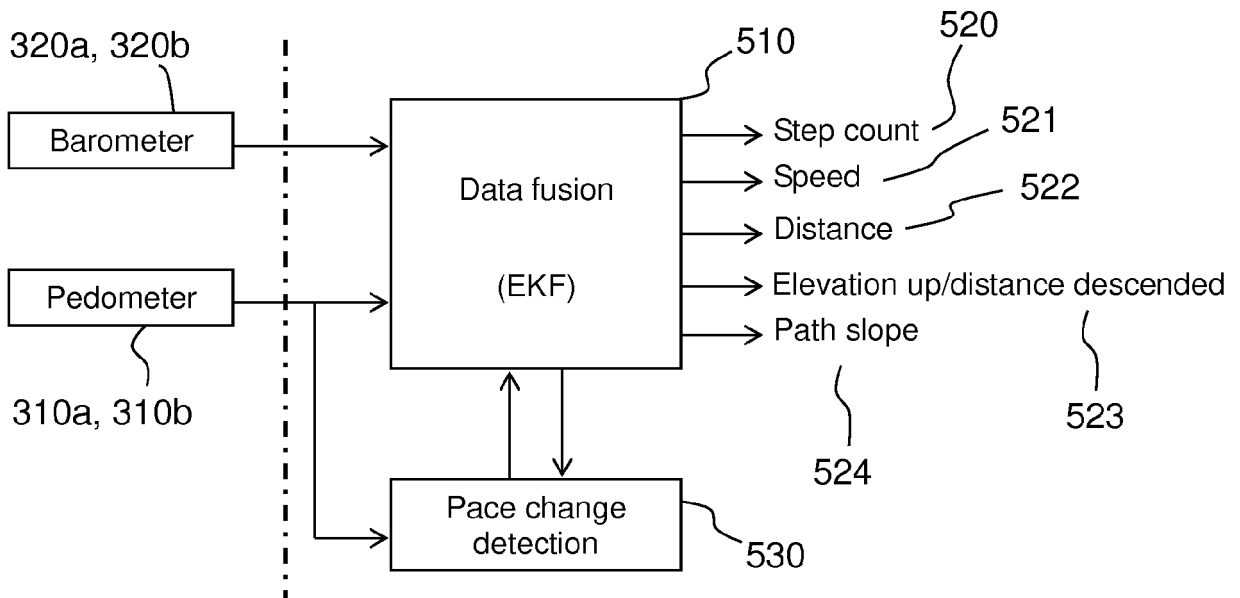 320a, 320b
510
520
Barometer
Step count
521
Speed
522
Data fusion
Distance
(EKF)
Elevation up/distance descended
Pedometer
Path slope
310a, 310b
523
524
Pace change
detection
530